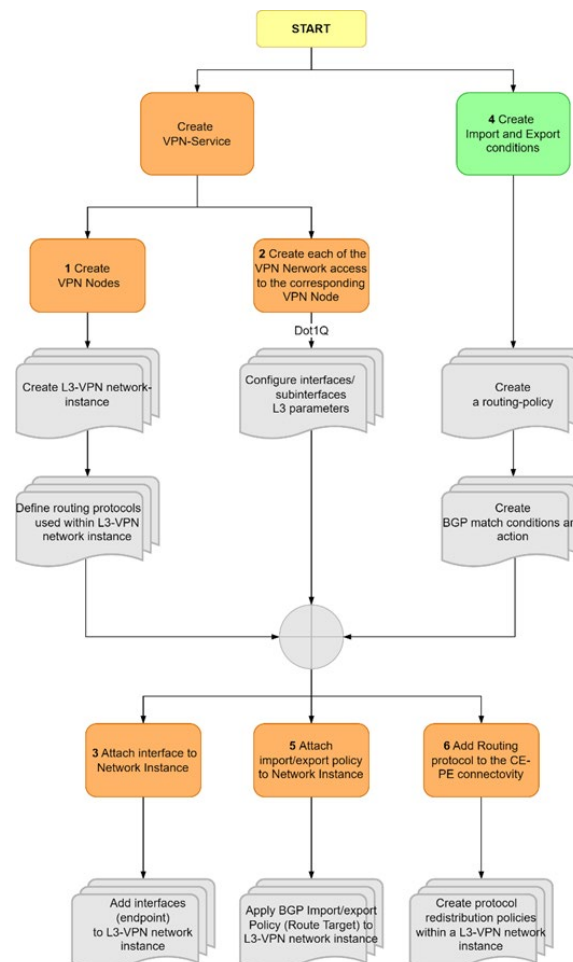 START
Create
VPN-Service
4 Create
Import and Export
conditions
1 Create
VPN Nodes
2 Create each of the
VPN Nerwork access
to the corresponding
VPN Node
Dot1Q
Create L3-VPN network-
instance
Configure interfaces/
subinterfaces
L3 parameters
Create
a routing-policy
Define routing protocols
used within L3-VPN
network instance
Create
BGP match conditions an
action
3 Attach interface to
Network Instance
5 Attach
import/export policy
to Network Instance
6 Add Routing
protocol to the CE-
PE connectovity
Add interfaces
(endpoint)
to L3-VPN network
instance
Apply BGP Import/export
Policy (Route Target) to
L3-VPN network instance
Create protocol
redistribution policies
within a L3-VPN network
instance